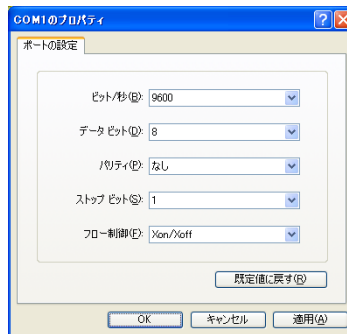 COM1のプロパティ
ポートの設定
ビット/秒(B): 9600
データ ビット(D): 8
パリティ(P): なし
ストップ ビット(S): 1
フロー制御(F): Xon/Xoff
既定値に戻す(R)
OK キャンセル 適用(A)